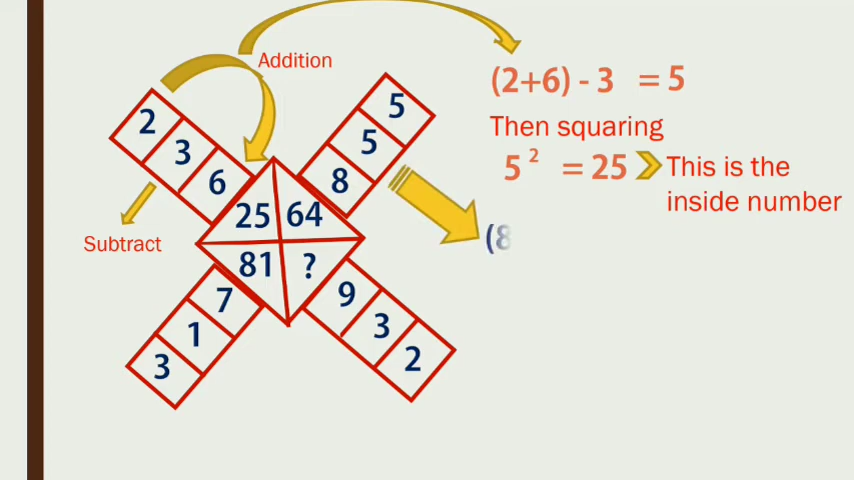 Addition
(2+6) - 3 = 5
Then squaring
5² = 25 This is the
inside number
(8
2
3
6
5
5
8
25 64
81 ?
Subtract
7
1
3
9
3
2